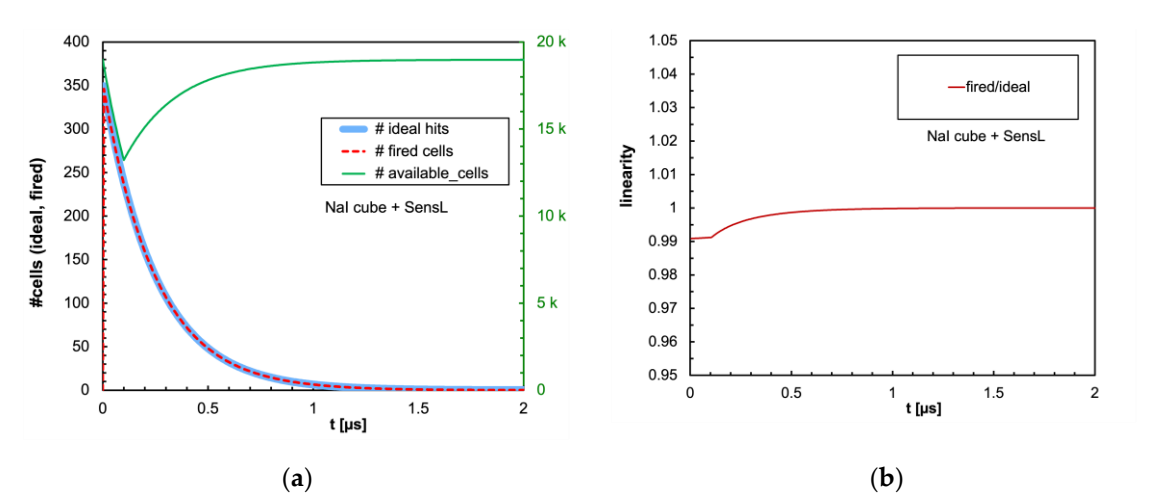 400
350
300
250
200
150
100
50
0
#cells (ideal, fired)
20 k
15 k
10 k
5 k
0
# ideal hits
# fired cells
# available_cells
NaI cube + SensL
0 0.5 1 1.5 2
t [µs]
(a)
1.05
1.04
1.03
1.02
1.01
1
0.99
0.98
0.97
0.96
0.95
linearity
fired/ideal
NaI cube + SensL
0 0.5 1 1.5 2
t [µs]
(b)